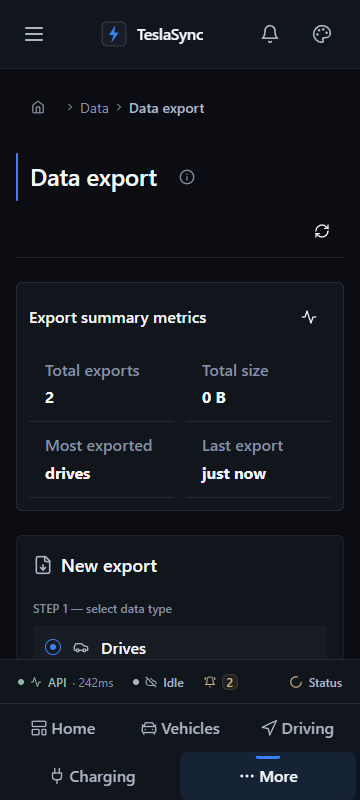 TeslaSync
Data Data export
Data export
Export summary metrics
Total exports Total size
2 0 B
Most exported Last export
drives just now
New export
STEP 1 — select data type
Drives
API · 242ms Idle 2 Status
Home Vehicles Driving
Charging More